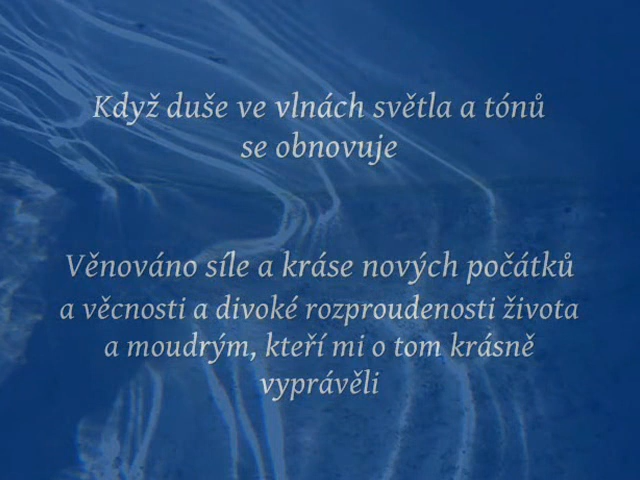 Když duše ve vlnách světla a tónů
se obnovuje
Věnováno síle a kráse nových počátků
a věcnosti a divoké rozproudenosti života
a moudrým, kteří mi o tom krásně
vyprávěli